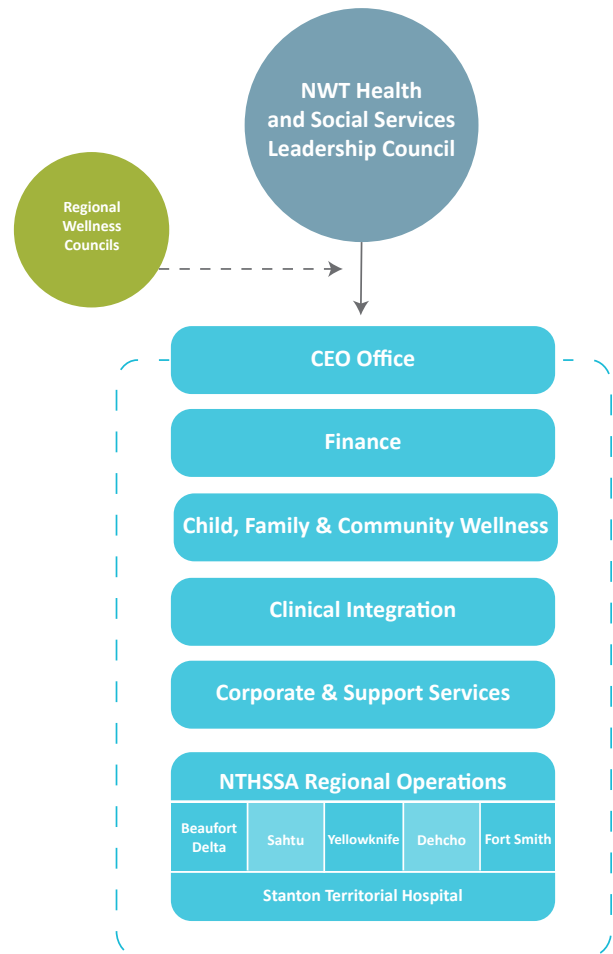 NWT Health
and Social Services
Leadership Council
Regional
Wellness
Councils
CEO Office
Finance
Child, Family & Community Wellness
Clinical Integration
Corporate & Support Services
NTHSSA Regional Operations
Beaufort
Delta
Sahtu
Yellowknife
Dehcho
Fort Smith
Stanton Territorial Hospital